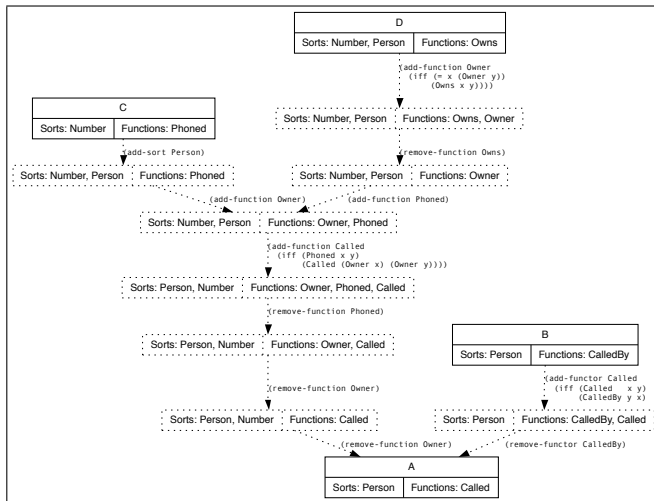 D
Sorts: Number, Person Functions: Owns
(add-function Owner
(iff (= x (Owner y))
(Owns x y))))
C
Sorts: Number Functions: Phoned
Sorts: Number, Person Functions: Owns, Owner
(add-sort Person)
(remove-function Owns)
Sorts: Number, Person Functions: Phoned
Sorts: Number, Person Functions: Owner
(add-function Owner)
(add-function Phoned)
Sorts: Number, Person Functions: Owner, Phoned
(add-function Called
(iff (Phoned x y)
(Called (Owner x) (Owner y))))
Sorts: Person, Number Functions: Owner, Phoned, Called
(remove-function Phoned)
B
Sorts: Person, Number Functions: Owner, Called
Sorts: Person Functions: CalledBy
(remove-function Owner)
(add-functor Called
(iff (Called x y)
(CalledBy y x)
Sorts: Person, Number Functions: Called
Sorts: Person Functions: CalledBy, Called
(remove-function Owner)
(remove-functor CalledBy)
A
Sorts: Person Functions: Called